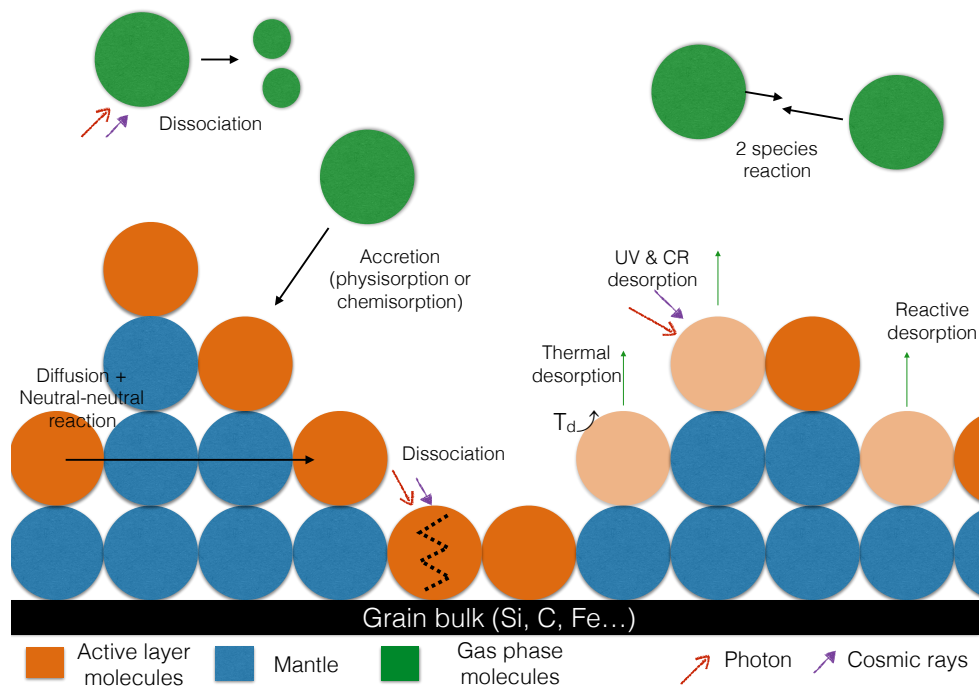 Dissociation
2 species
reaction
Accretion
(physisorption or
chemisorption)
UV & CR
desorption
Reactive
desorption
Thermal
desorption
Diffusion +
Neutral-neutral
reaction
T_d
Dissociation
Grain bulk (Si, C, Fe…)
Active layer
molecules
Mantle
Gas phase
molecules
Photon
Cosmic rays